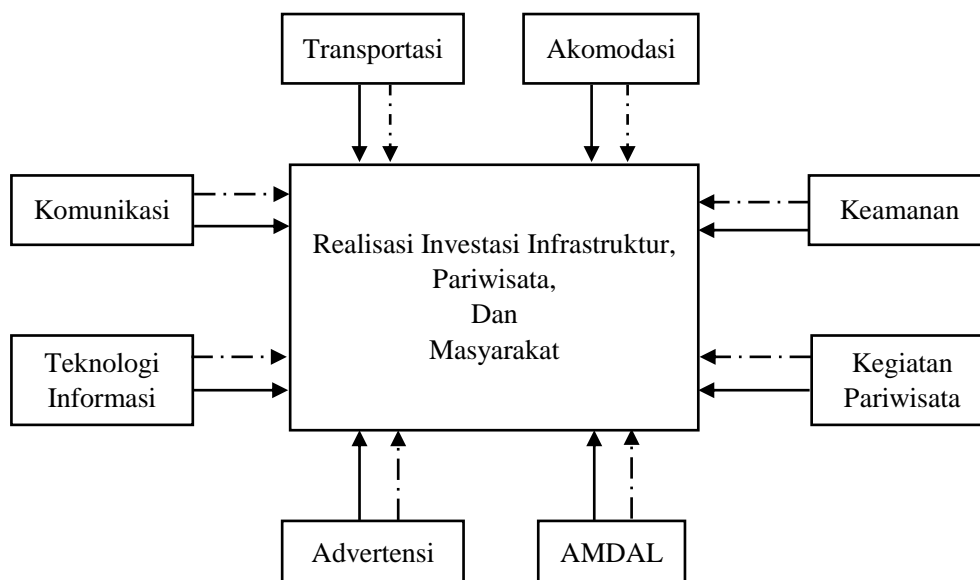 Transportasi
Akomodasi
Komunikasi
Keamanan
Realisasi Investasi Infrastruktur,
Pariwisata,
Dan
Masyarakat
Teknologi
Informasi
Kegiatan
Pariwisata
Advertensi
AMDAL